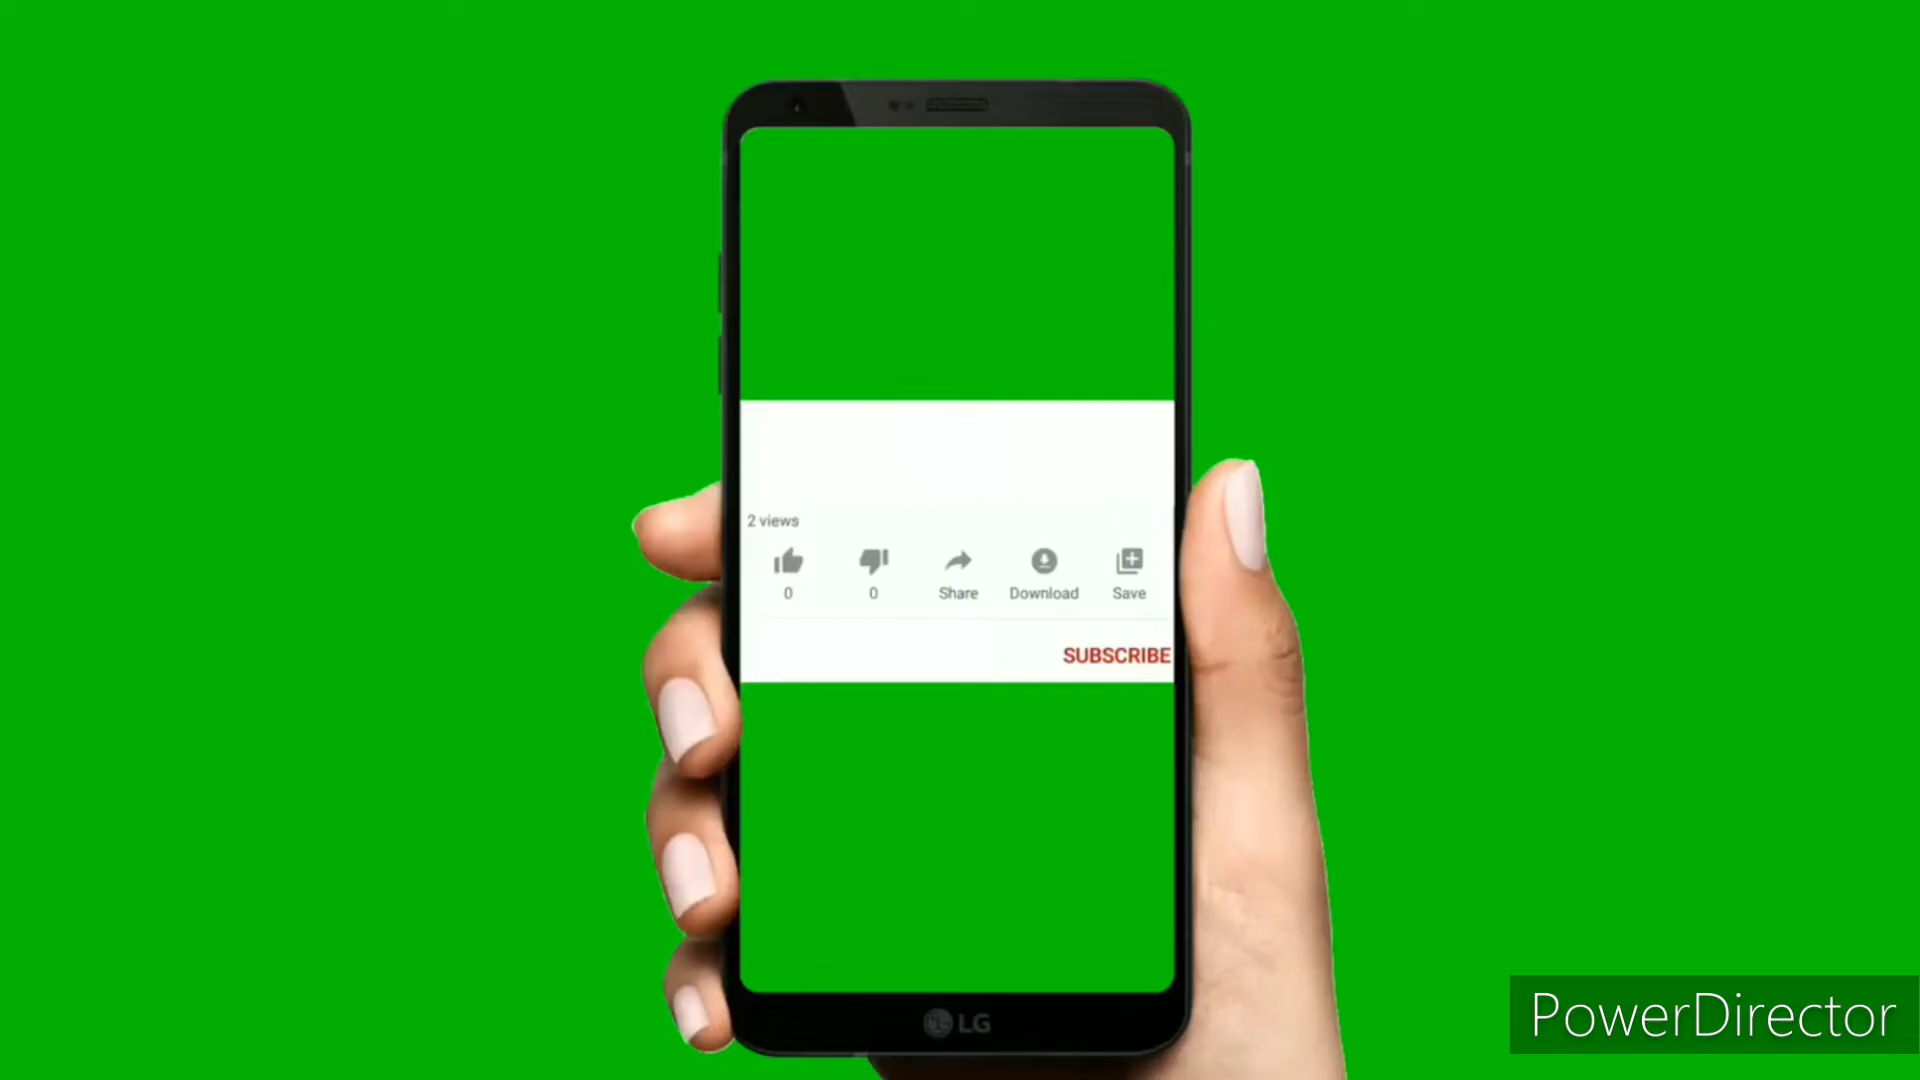 2 views
0 0 Share Download Save
SUBSCRIBE
LG
PowerDirector